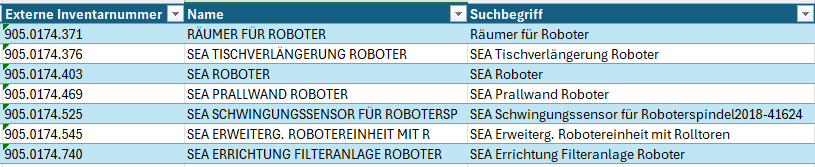 Externe Inventarnummer Name Suchbegriff
905.0174.371 RÄUMER FÜR ROBOTER Räumer für Roboter
905.0174.376 SEA TISCHVERLÄNGERUNG ROBOTER SEA Tischverlängerung Roboter
905.0174.403 SEA ROBOTER SEA Roboter
905.0174.469 SEA PRALLWAND ROBOTER SEA Prallwand Roboter
905.0174.525 SEA SCHWINGUNGSSENSOR FÜR ROBOTERSP SEA Schwingungssensor für Roboterspindel2018-41624
905.0174.545 SEA ERWEITERG. ROBOTEREINHEIT MIT R SEA Erweiterg. Robotereinheit mit Rolltoren
905.0174.740 SEA ERRICHTUNG FILTERANLAGE ROBOTER SEA Errichtung Filteranlage Roboter